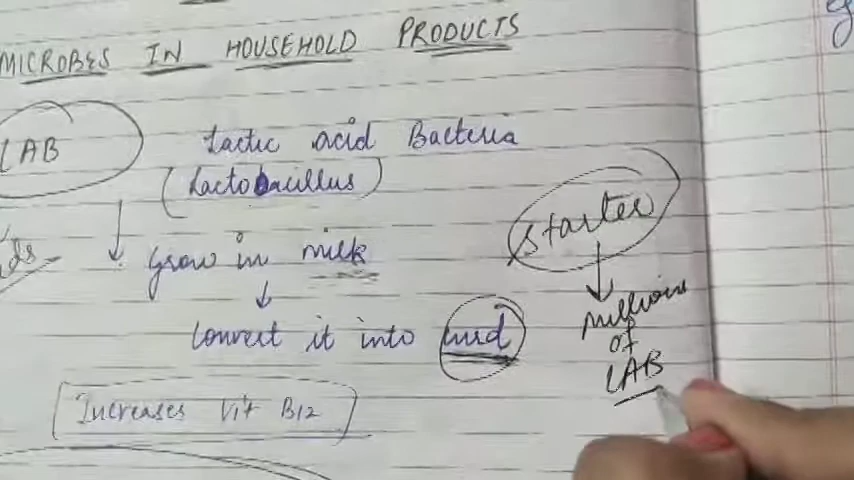 MICROBES IN HOUSEHOLD PRODUCTS
LAB
Lactic acid Bacteria
(Lactobacillus)
grow in milk
convert it into curd
Increases Vit B12
Starter
millions
of
LAB